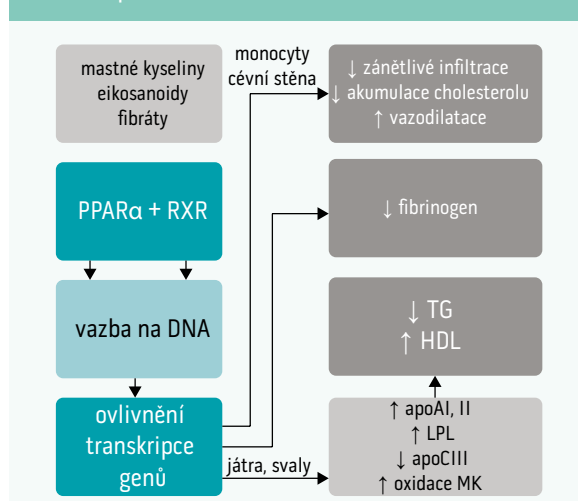 mastné kyseliny
eikosanoidy
fibráty
monocyty
cévní stěna
↓ zánětlivé infiltrace
↓ akumulace cholesterolu
↑ vazodilatace
PPARα + RXR
↓ fibrinogen
vazba na DNA
↓ TG
↑ HDL
ovlivnění
transkripce
genů
játra, svaly
↑ apoAI, II
↑ LPL
↓ apoCIII
↑ oxidace MK